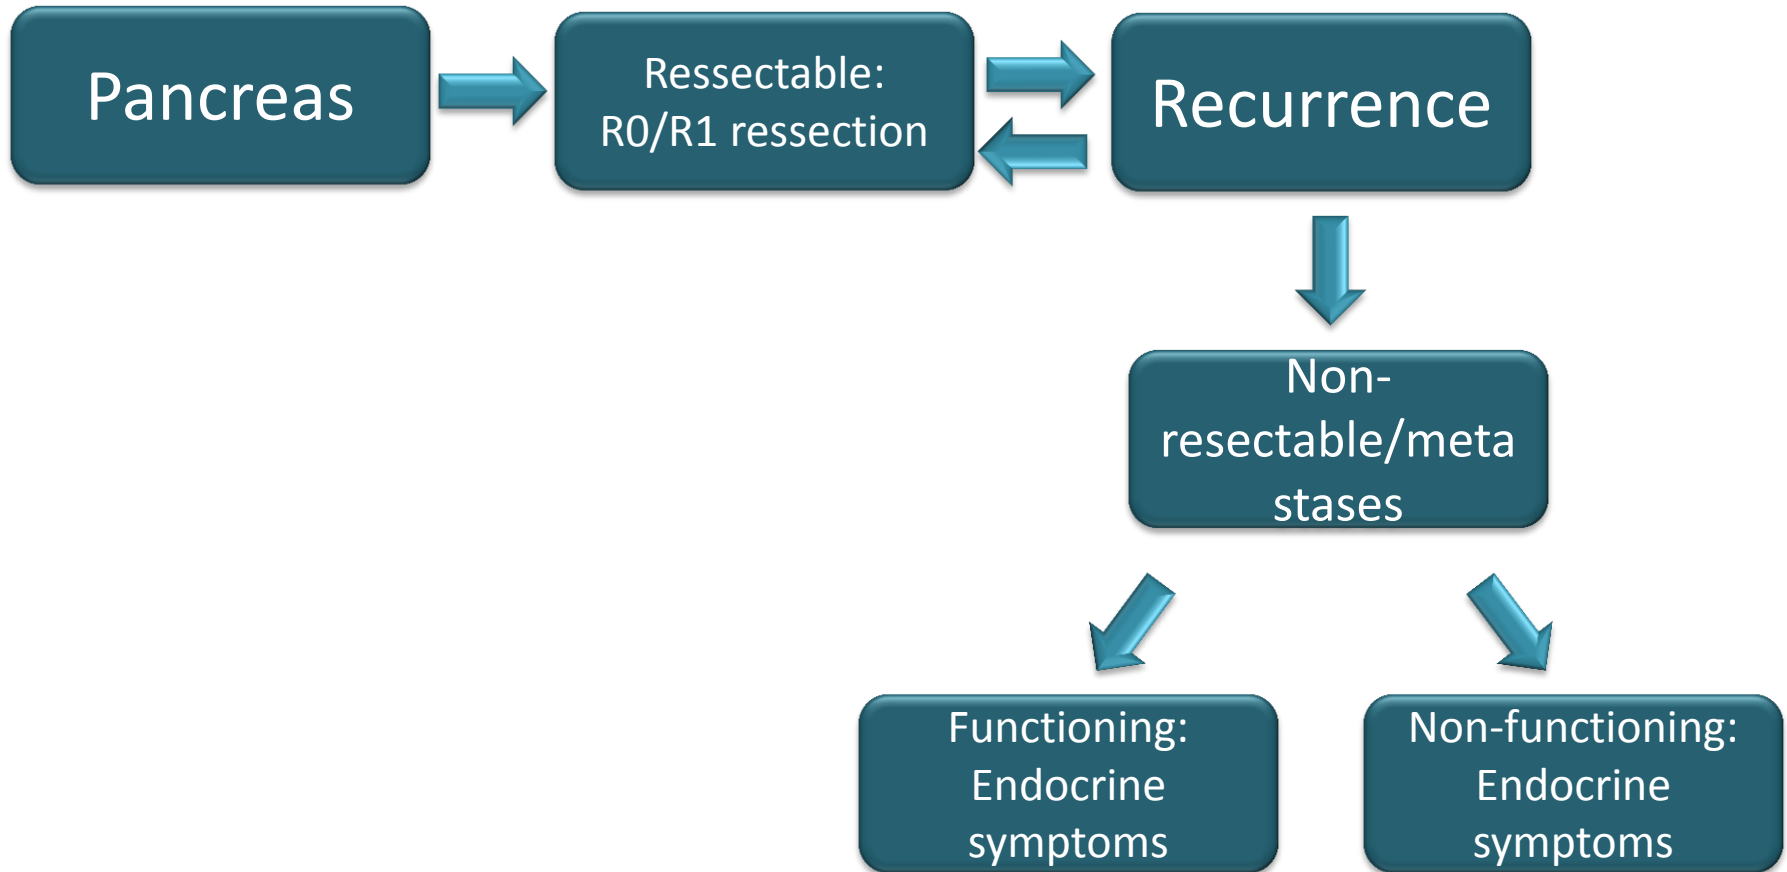 Pancreas
Ressectable:
R0/R1 ressection
Recurrence
Non-
resectable/meta
stases
Functioning:
Endocrine
symptoms
Non-functioning:
Endocrine
symptoms